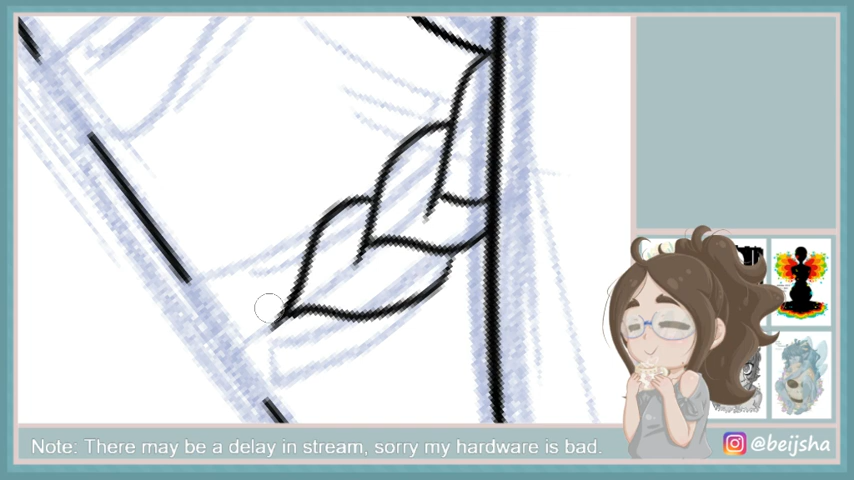 Note: There may be a delay in stream, sorry my hardware is bad.
@beijsha